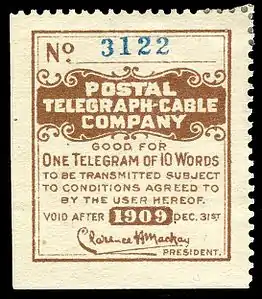 No. 3122
POSTAL
TELEGRAPH-CABLE
COMPANY
GOOD FOR
ONE TELEGRAM OF 10 WORDS
TO BE TRANSMITTED SUBJECT
TO CONDITIONS AGREED TO
BY THE USER HEREOF.
VOID AFTER 1909 DEC. 31ST
Clarence H Mackay
PRESIDENT.